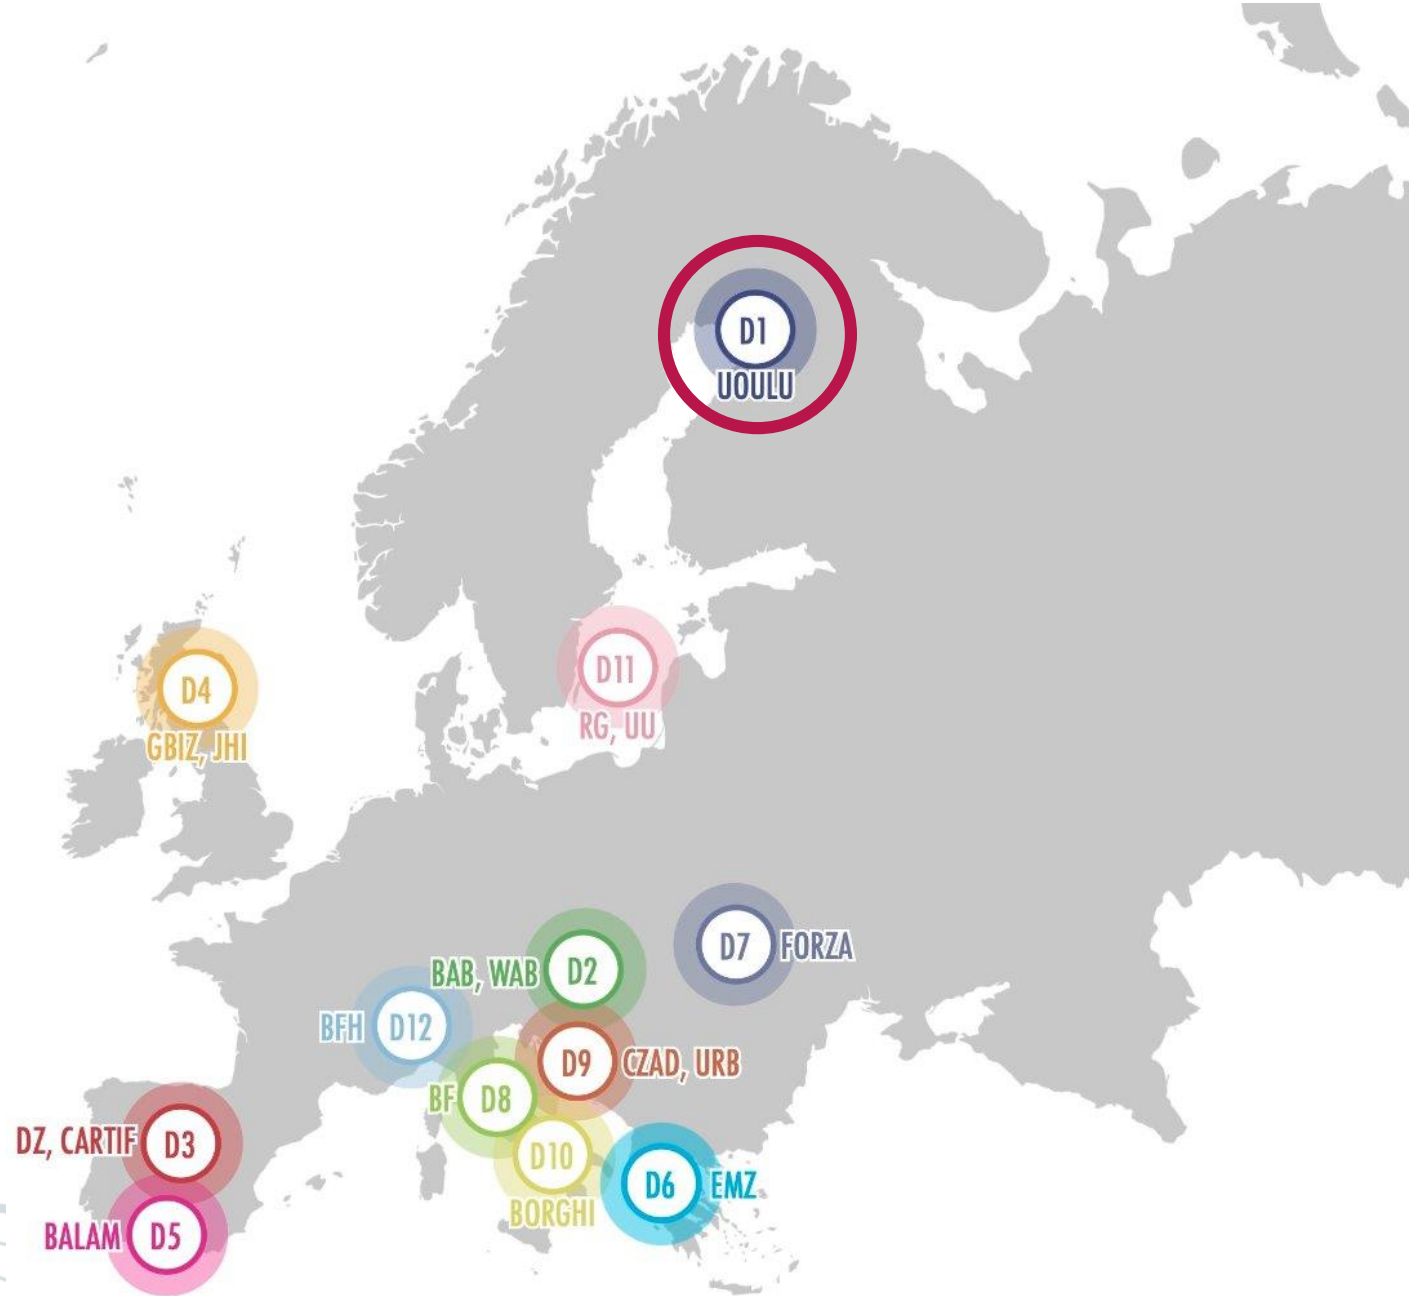 D1
UOULU
D11
RG, UU
D4
GBIZ, JHI
D7 FORZA
BAB, WAB D2
BFH D12
D9 CZAD, URB
BF D8
DZ, CARTIF D3
D10
BORGHI
D6 EMZ
BALAM D5